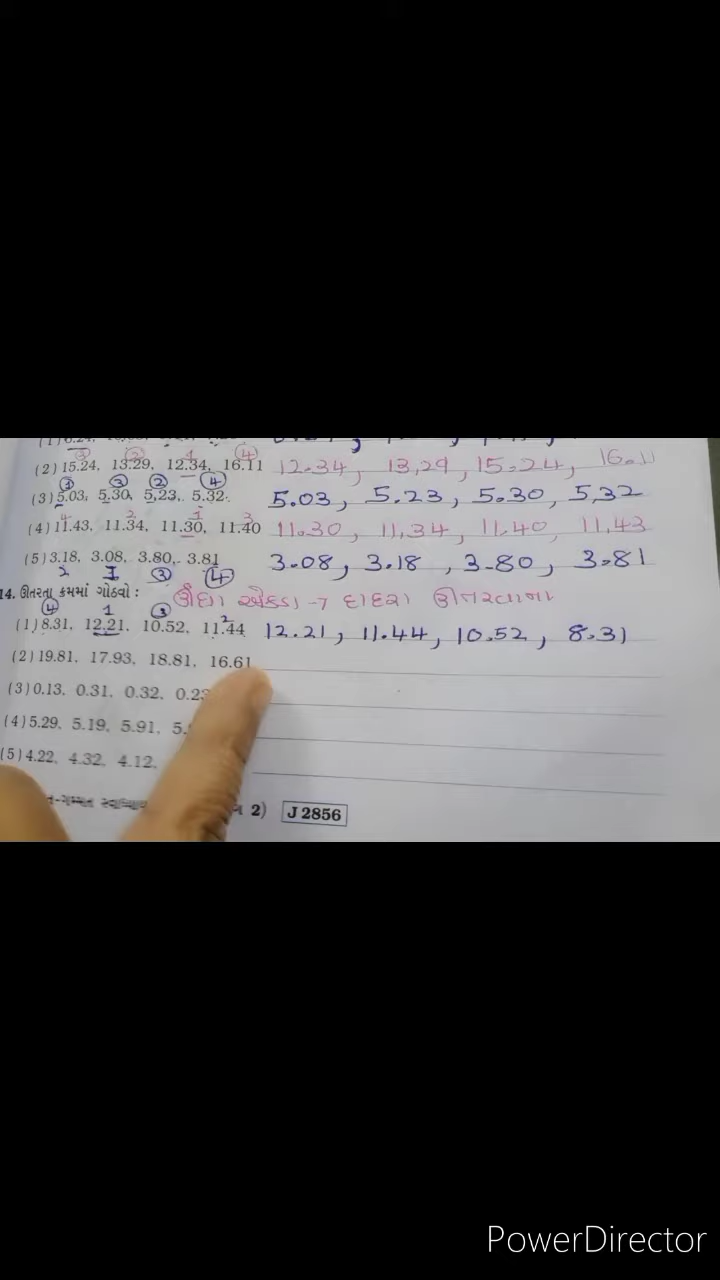 (2) 15.24, 13.29, 12.34, 16.11 12.34, 13,29, 15.24, 16.11
(3) 5.03, 5.30, 5,23, 5.32. 5.03, 5.23, 5.30, 5,32
(4) 11.43, 11.34, 11.30, 11.40 11.30, 11,34, 11.40, 11.43
(5) 3.18, 3.08, 3.80, 3.81 3.08, 3.18, 3.80, 3.81
14. ઊતરતા ક્રમમાં ગોઠવો :
(1) 8.31, 12.21, 10.52, 11.44 12.21, 11.44, 10.52, 8.31
(2) 19.81, 17.93, 18.81, 16.61
(3) 0.13, 0.31, 0.32, 0.23
(4) 5.29, 5.19, 5.91,
(5) 4.22, 4.32, 4.12,
2) J 2856
PowerDirector